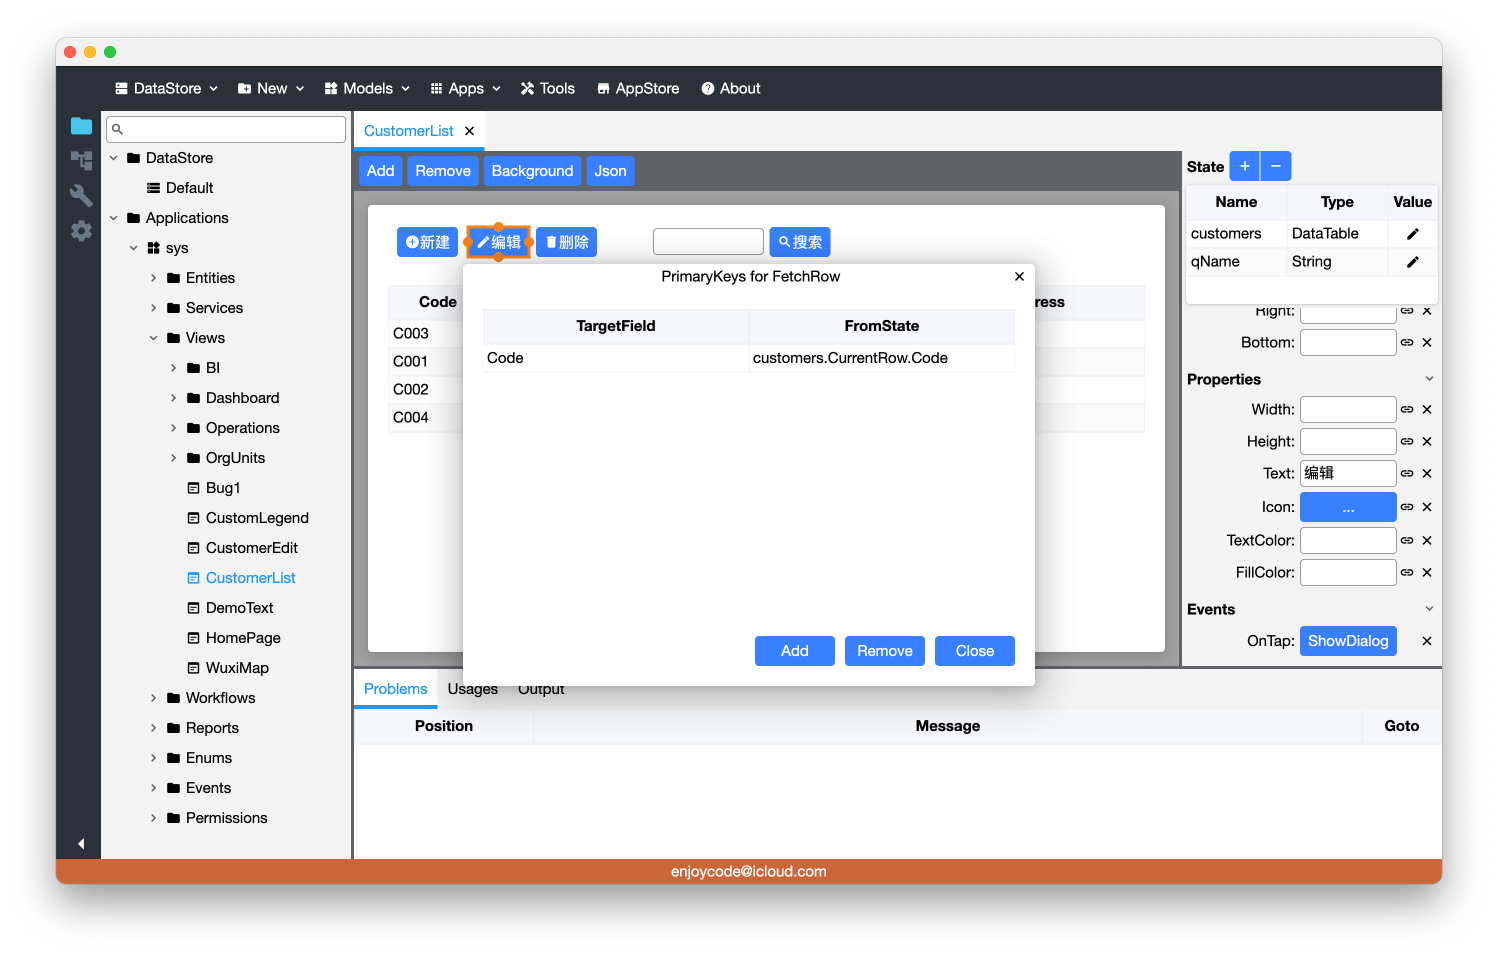 DataStore New Models Apps Tools AppStore About
DataStore
Default
Applications
sys
Entities
Services
Views
BI
Dashboard
Operations
OrgUnits
Bug1
CustomLegend
CustomerEdit
CustomerList
DemoText
HomePage
WuxiMap
Workflows
Reports
Enums
Events
Permissions
CustomerList
Add Remove Background Json
新建 编辑 删除 搜索
Code ress
C003
C001
C002
C004
PrimaryKeys for FetchRow
TargetField FromState
Code customers.CurrentRow.Code
Add Remove Close
State + −
Name Type Value
customers DataTable
qName String
Right:
Bottom:
Properties
Width:
Height:
Text: 编辑
Icon: ...
TextColor:
FillColor:
Events
OnTap: ShowDialog
Problems Usages Output
Position Message Goto
enjoycode@icloud.com